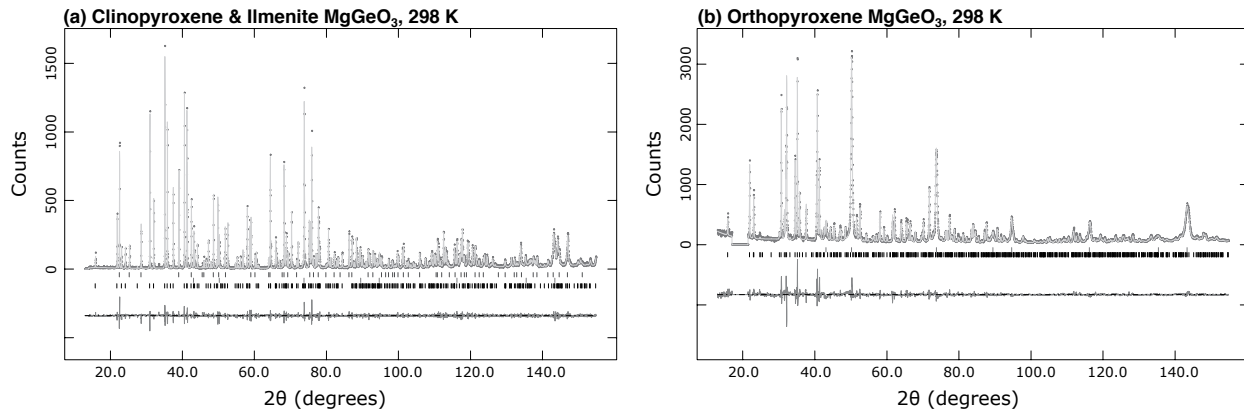 (a) Clinopyroxene & Ilmenite MgGeO₃, 298 K
Counts
1500
1000
500
0
20.0 40.0 60.0 80.0 100.0 120.0 140.0
2θ (degrees)
(b) Orthopyroxene MgGeO₃, 298 K
Counts
3000
2000
1000
0
20.0 40.0 60.0 80.0 100.0 120.0 140.0
2θ (degrees)